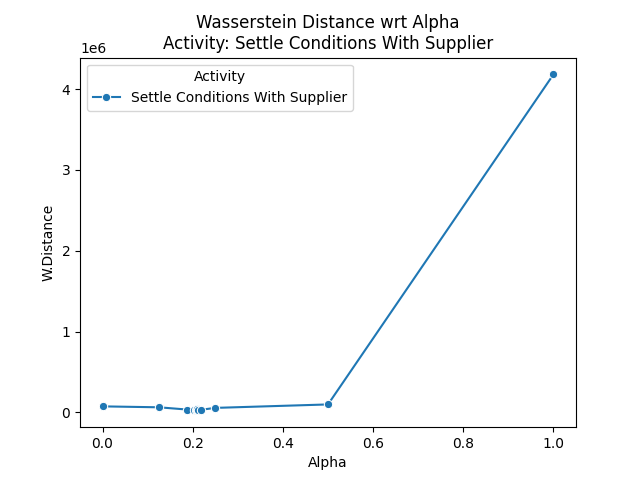 Wasserstein Distance wrt Alpha
Activity: Settle Conditions With Supplier
1e6
Activity
Settle Conditions With Supplier
4
3
2
1
0
W.Distance
0.0 0.2 0.4 0.6 0.8 1.0
Alpha